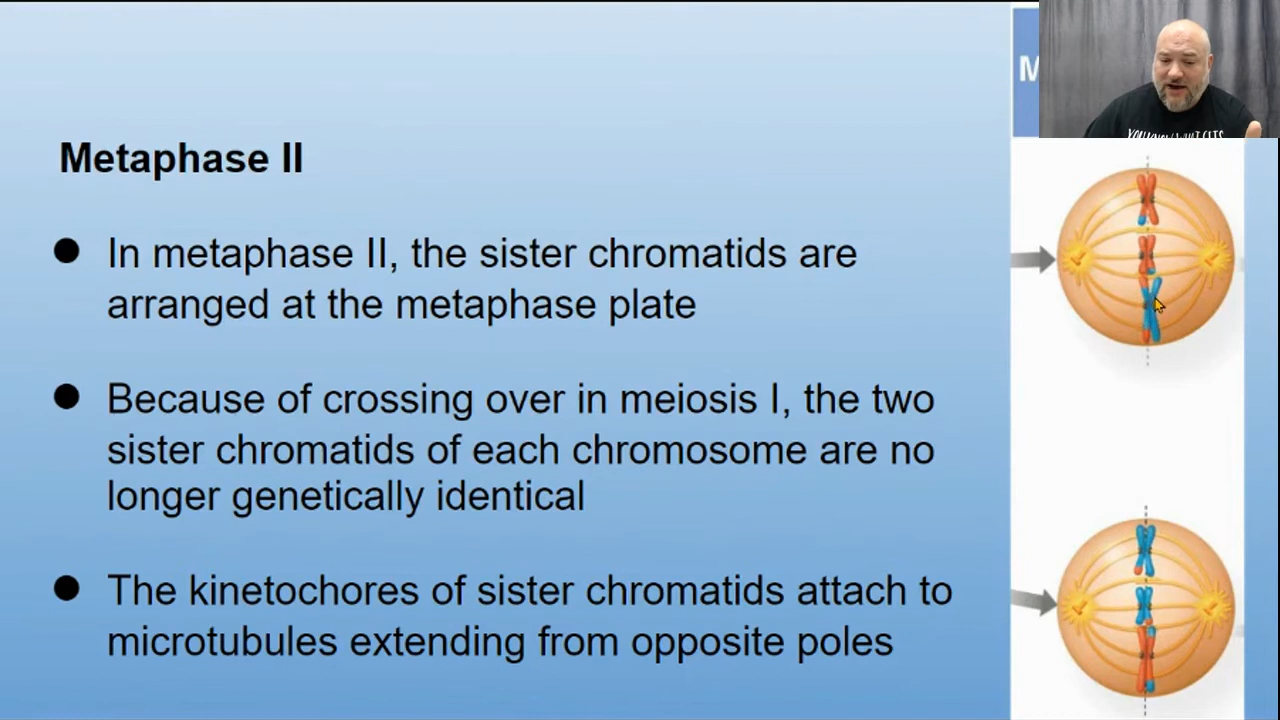 M
Metaphase II
● In metaphase II, the sister chromatids are
arranged at the metaphase plate
● Because of crossing over in meiosis I, the two
sister chromatids of each chromosome are no
longer genetically identical
● The kinetochores of sister chromatids attach to
microtubules extending from opposite poles